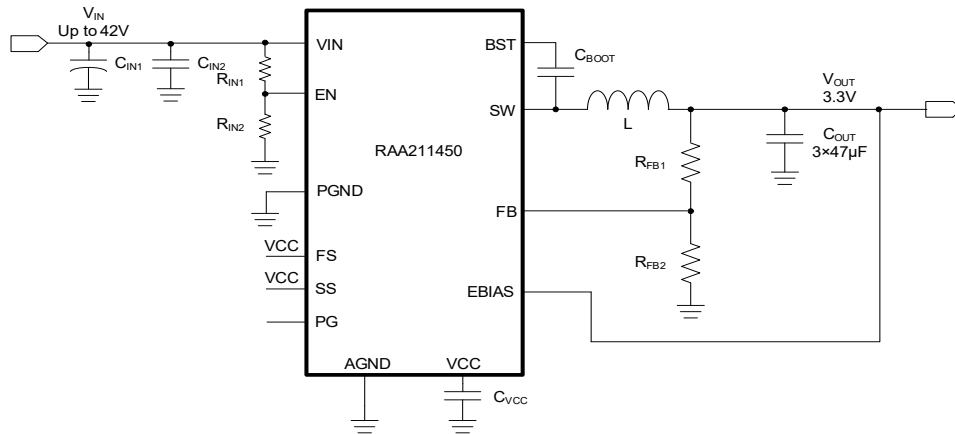 VIN
Up to 42V
CIN1
CIN2
RIN1
RIN2
VIN
EN
PGND
VCC
FS
VCC
SS
PG
AGND
VCC
CVCC
RAA211450
BST
SW
FB
EBIAS
CBOOT
L
RFB1
RFB2
VOUT
3.3V
COUT
3×47µF